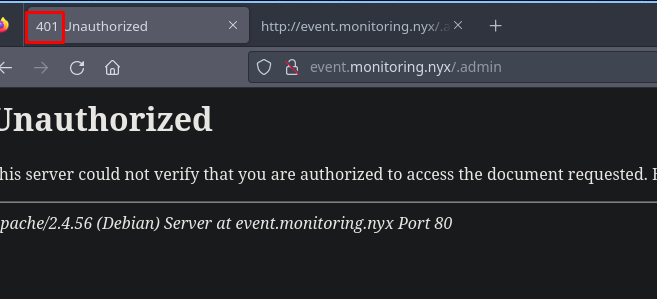 401 Unauthorized
http://event.monitoring.nyx/.a
event.monitoring.nyx/.admin
Unauthorized
his server could not verify that you are authorized to access the document requested.
pache/2.4.56 (Debian) Server at event.monitoring.nyx Port 80